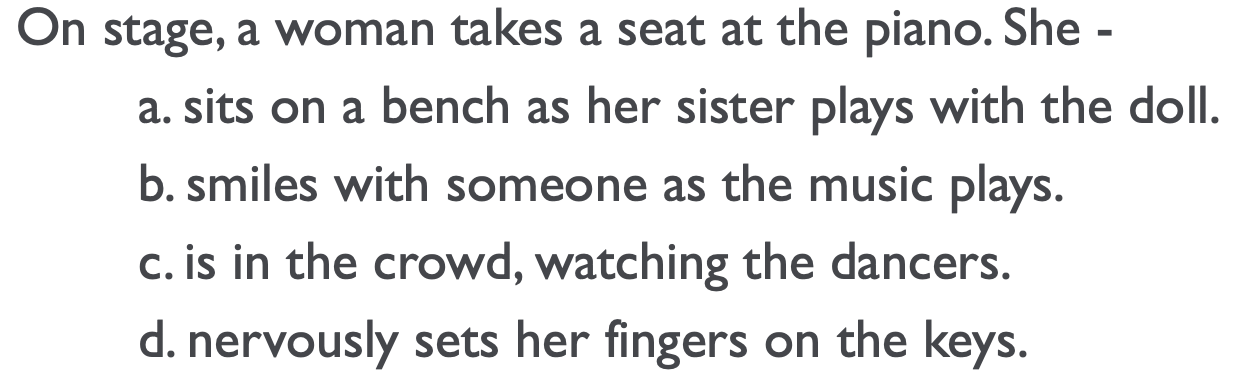 On stage, a woman takes a seat at the piano. She -
a. sits on a bench as her sister plays with the doll.
b. smiles with someone as the music plays.
c. is in the crowd, watching the dancers.
d. nervously sets her fingers on the keys.